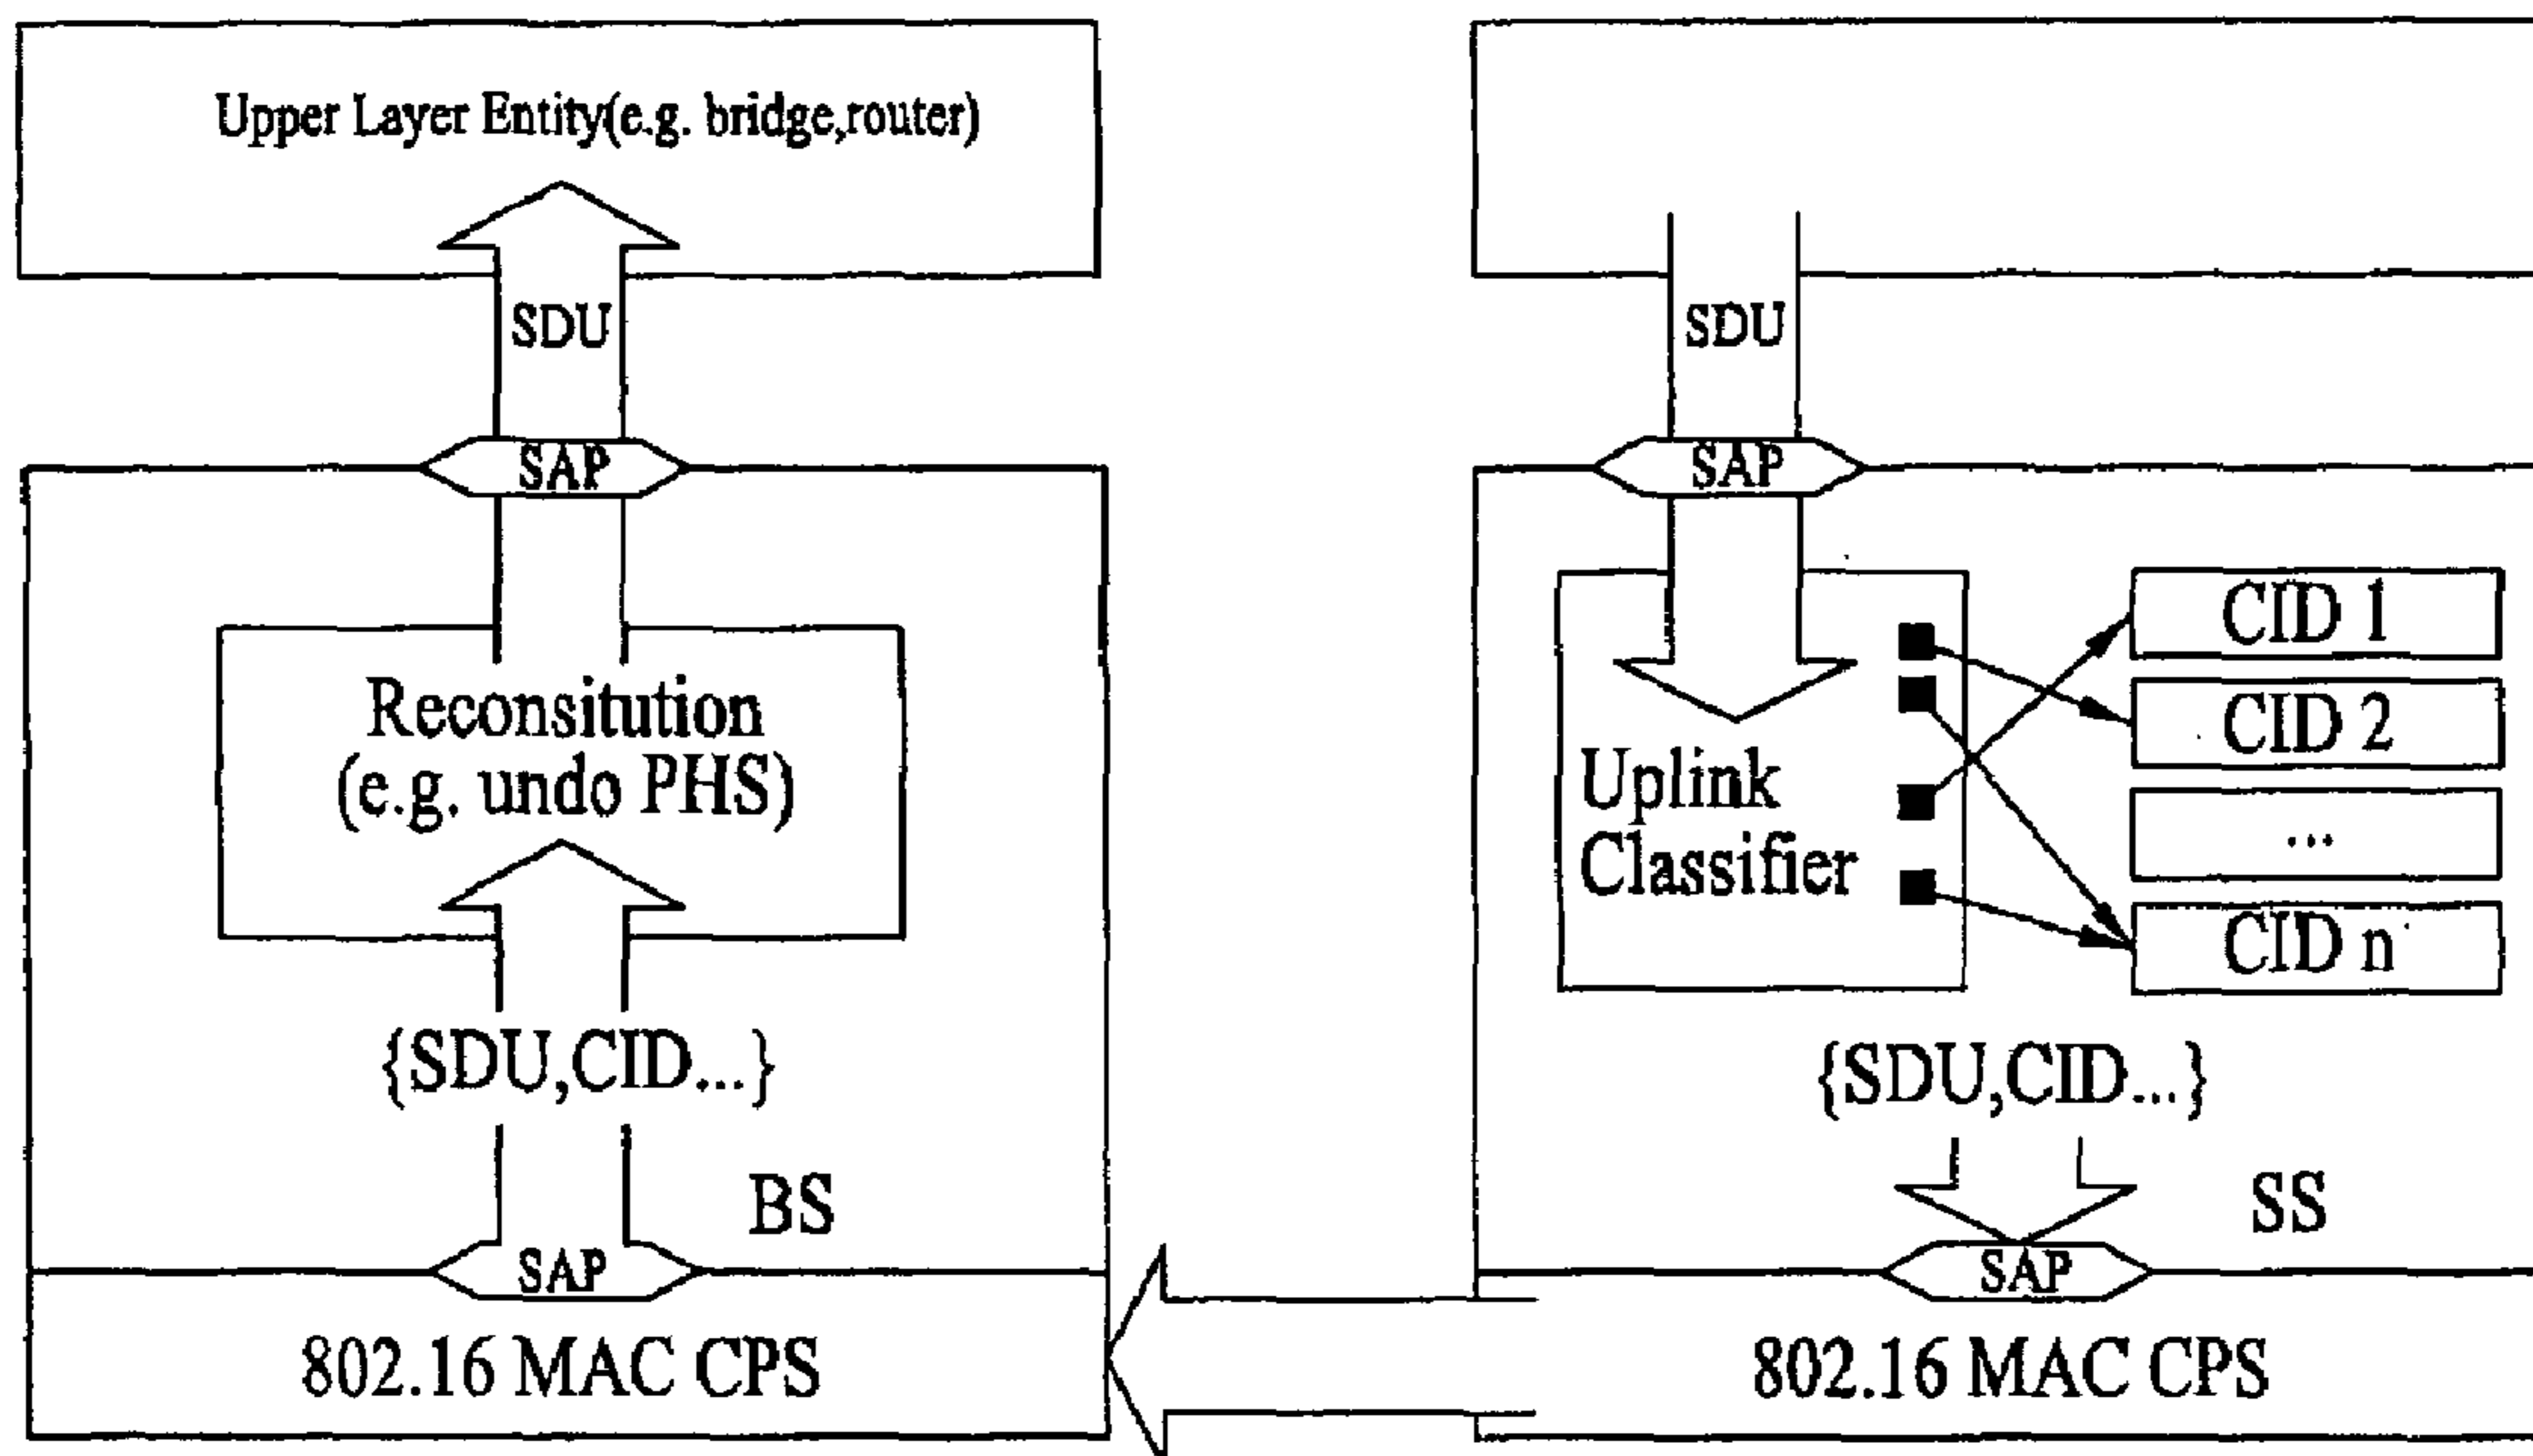 Upper Layer Entity(e.g. bridge,router)
SDU
SAP
Reconsitution
(e.g. undo PHS)
{SDU,CID...}
BS
SAP
802.16 MAC CPS
SDU
SAP
Uplink
Classifier
CID 1
CID 2
...
CID n
{SDU,CID...}
SS
SAP
802.16 MAC CPS